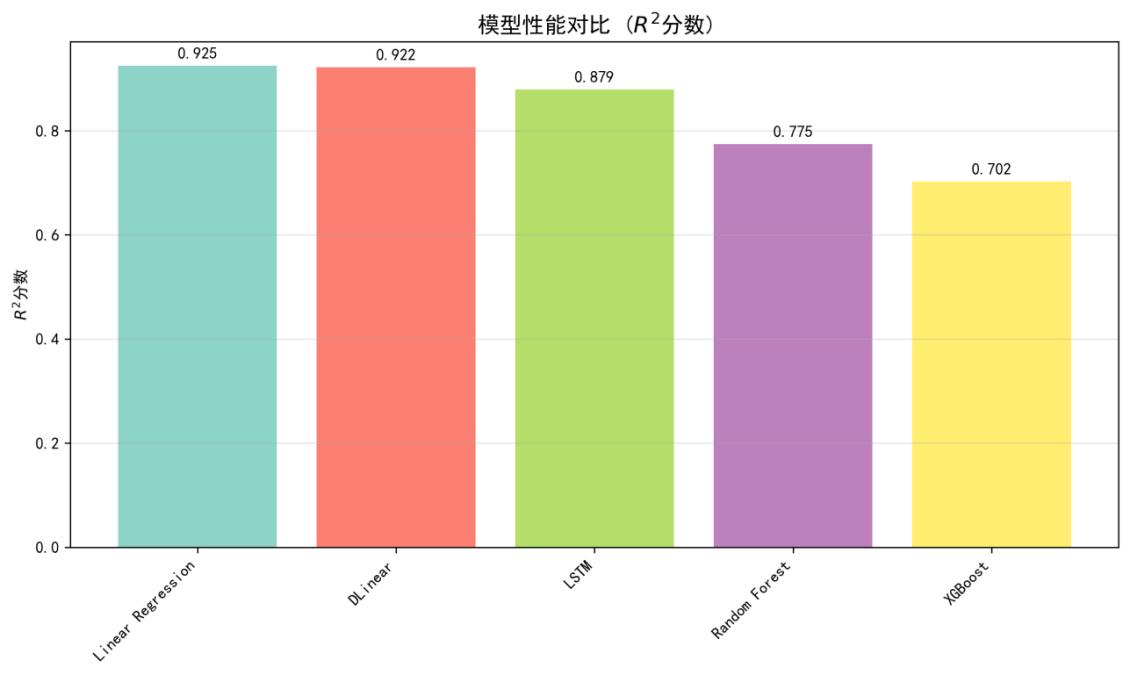 模型性能对比（R²分数）
0.925
0.922
0.879
0.775
0.702
0.8
0.6
0.4
0.2
0.0
R²分数
Linear Regression
DLinear
LSTM
Random Forest
XGBoost